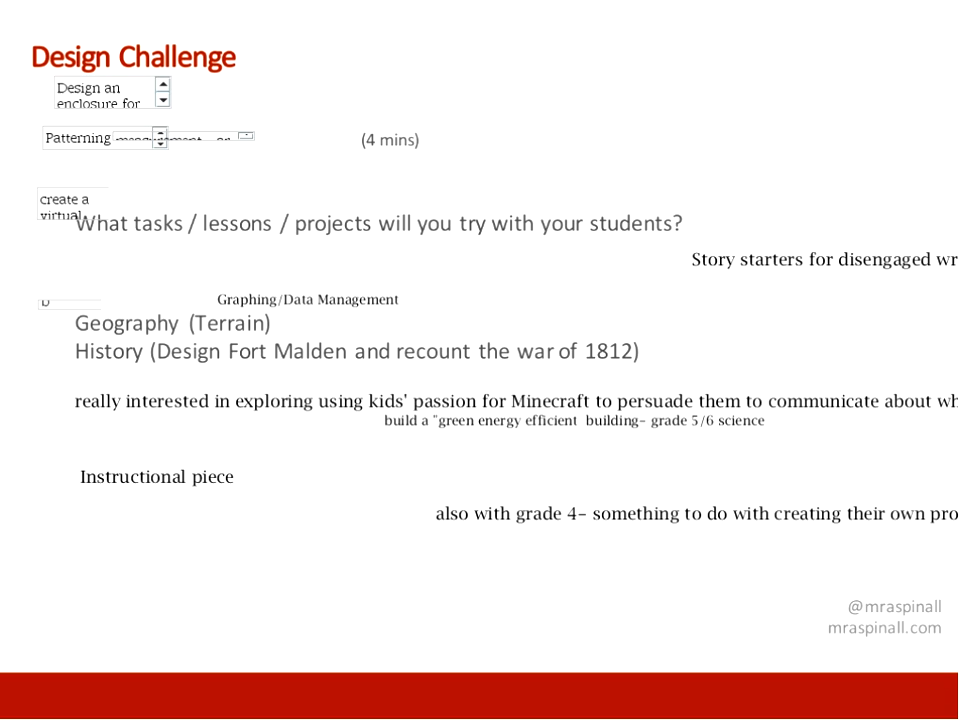 Design Challenge
Design an
enclosure for
Patterning
(4 mins)
create a
virtual
What tasks / lessons / projects will you try with your students?
Story starters for disengaged wr
Graphing/Data Management
Geography (Terrain)
History (Design Fort Malden and recount the war of 1812)
really interested in exploring using kids' passion for Minecraft to persuade them to communicate about wh
build a "green energy efficient building- grade 5/6 science
Instructional piece
also with grade 4- something to do with creating their own pro
@mraspinall
mraspinall.com